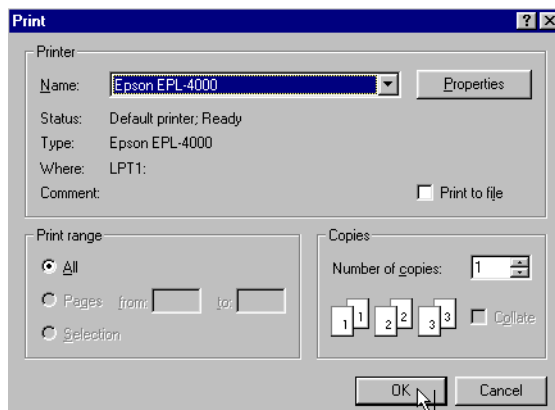 Print
Printer
Name: Epson EPL-4000 Properties
Status: Default printer; Ready
Type: Epson EPL-4000
Where: LPT1:
Comment: Print to file
Print range
All
Pages from: to:
Selection
Copies
Number of copies: 1
1 1 2 2 3 3 Collate
OK Cancel